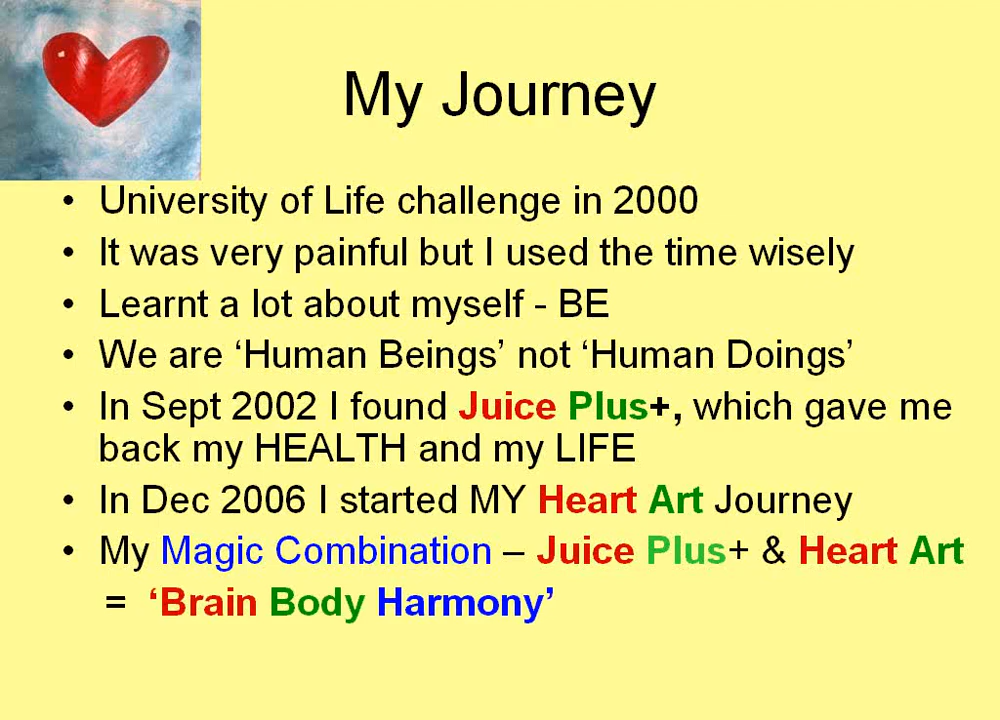 My Journey
• University of Life challenge in 2000
• It was very painful but I used the time wisely
• Learnt a lot about myself - BE
• We are ‘Human Beings’ not ‘Human Doings’
• In Sept 2002 I found Juice Plus+, which gave me
back my HEALTH and my LIFE
• In Dec 2006 I started MY Heart Art Journey
• My Magic Combination – Juice Plus+ & Heart Art
= ‘Brain Body Harmony’